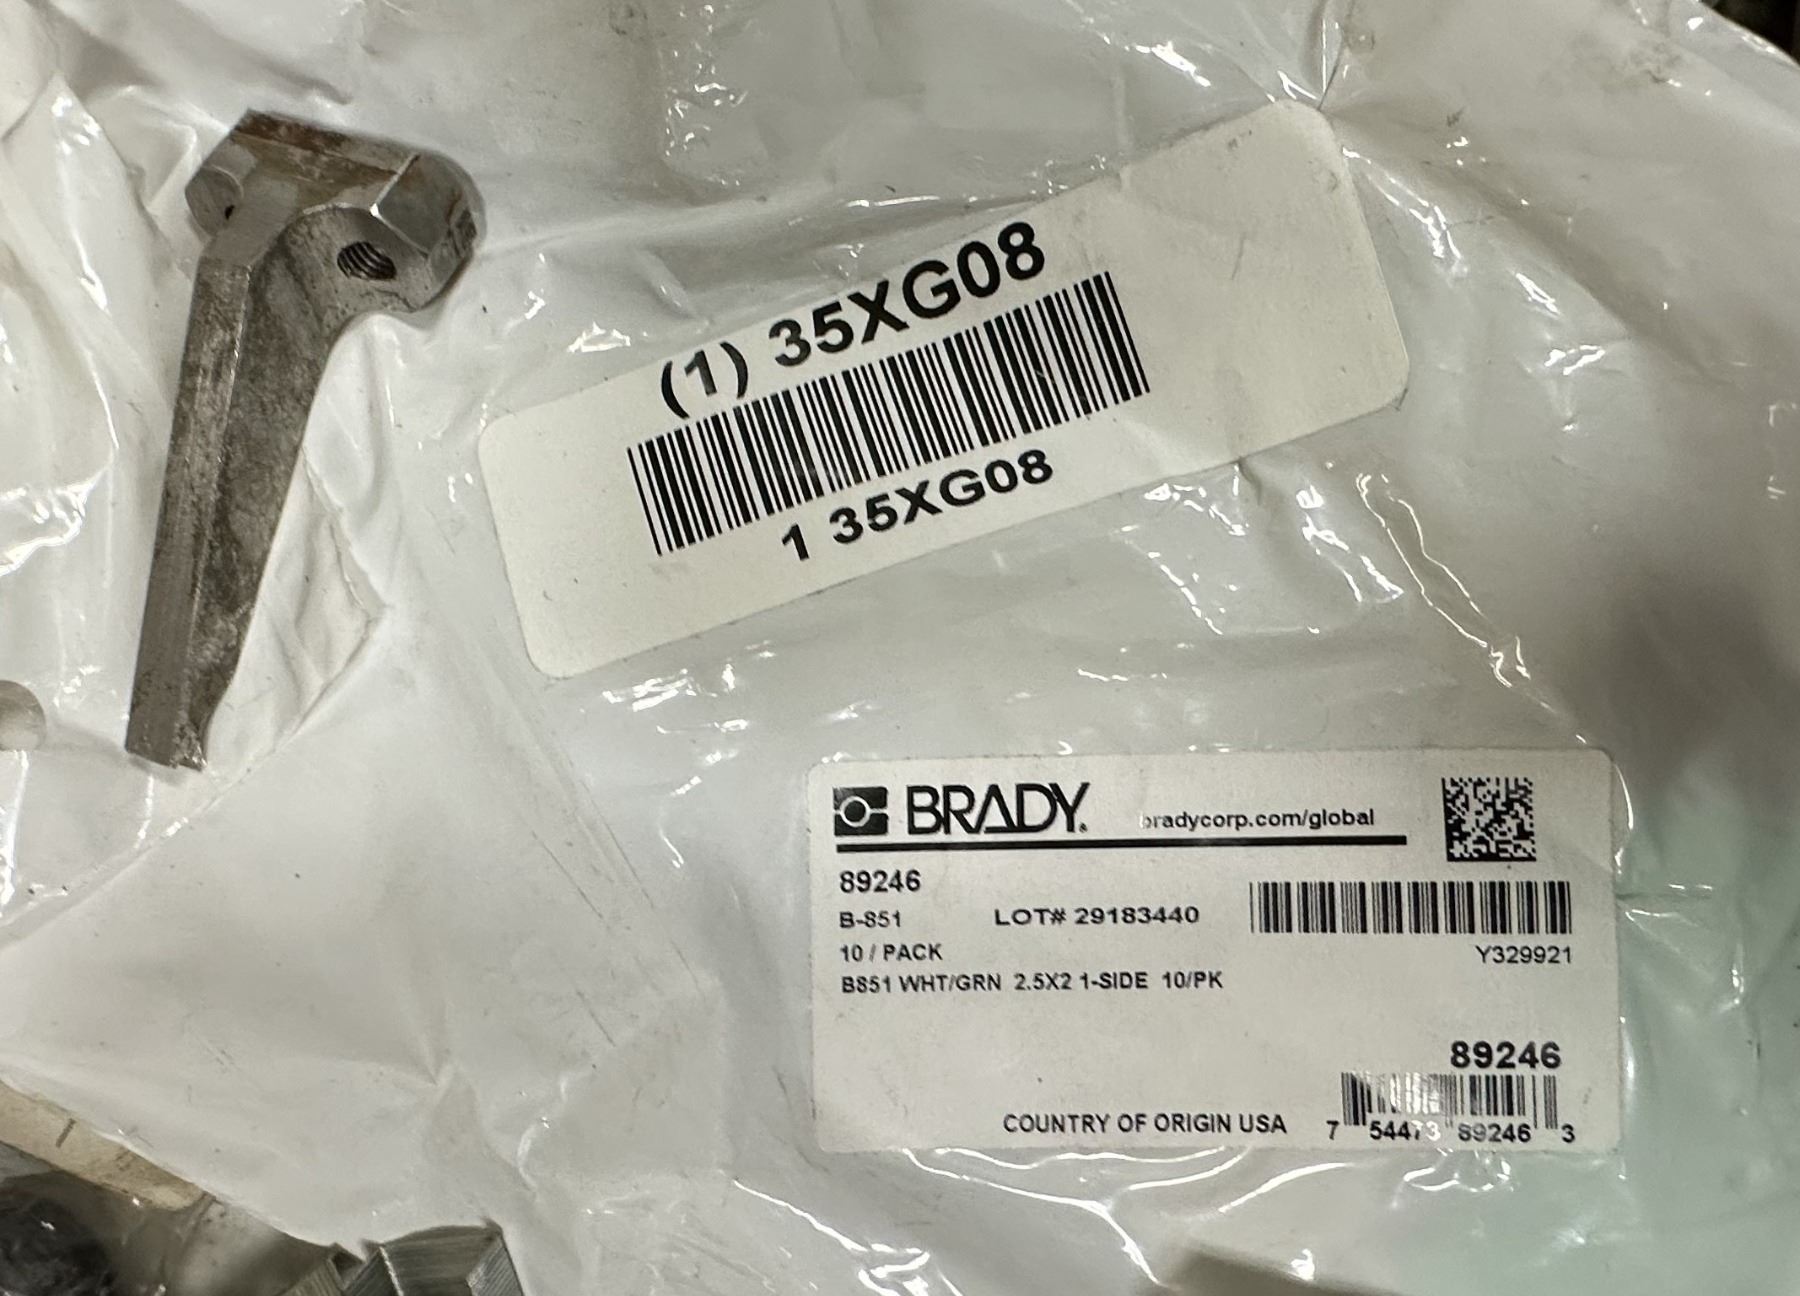 (1) 35XG08
1 35XG08
BRADY.
bradycorp.com/global
89246
B-851 LOT# 29183440
10 / PACK
Y329921
B851 WHT/GRN 2.5X2 1-SIDE 10/PK
89246
COUNTRY OF ORIGIN USA
7 54473 89246 3